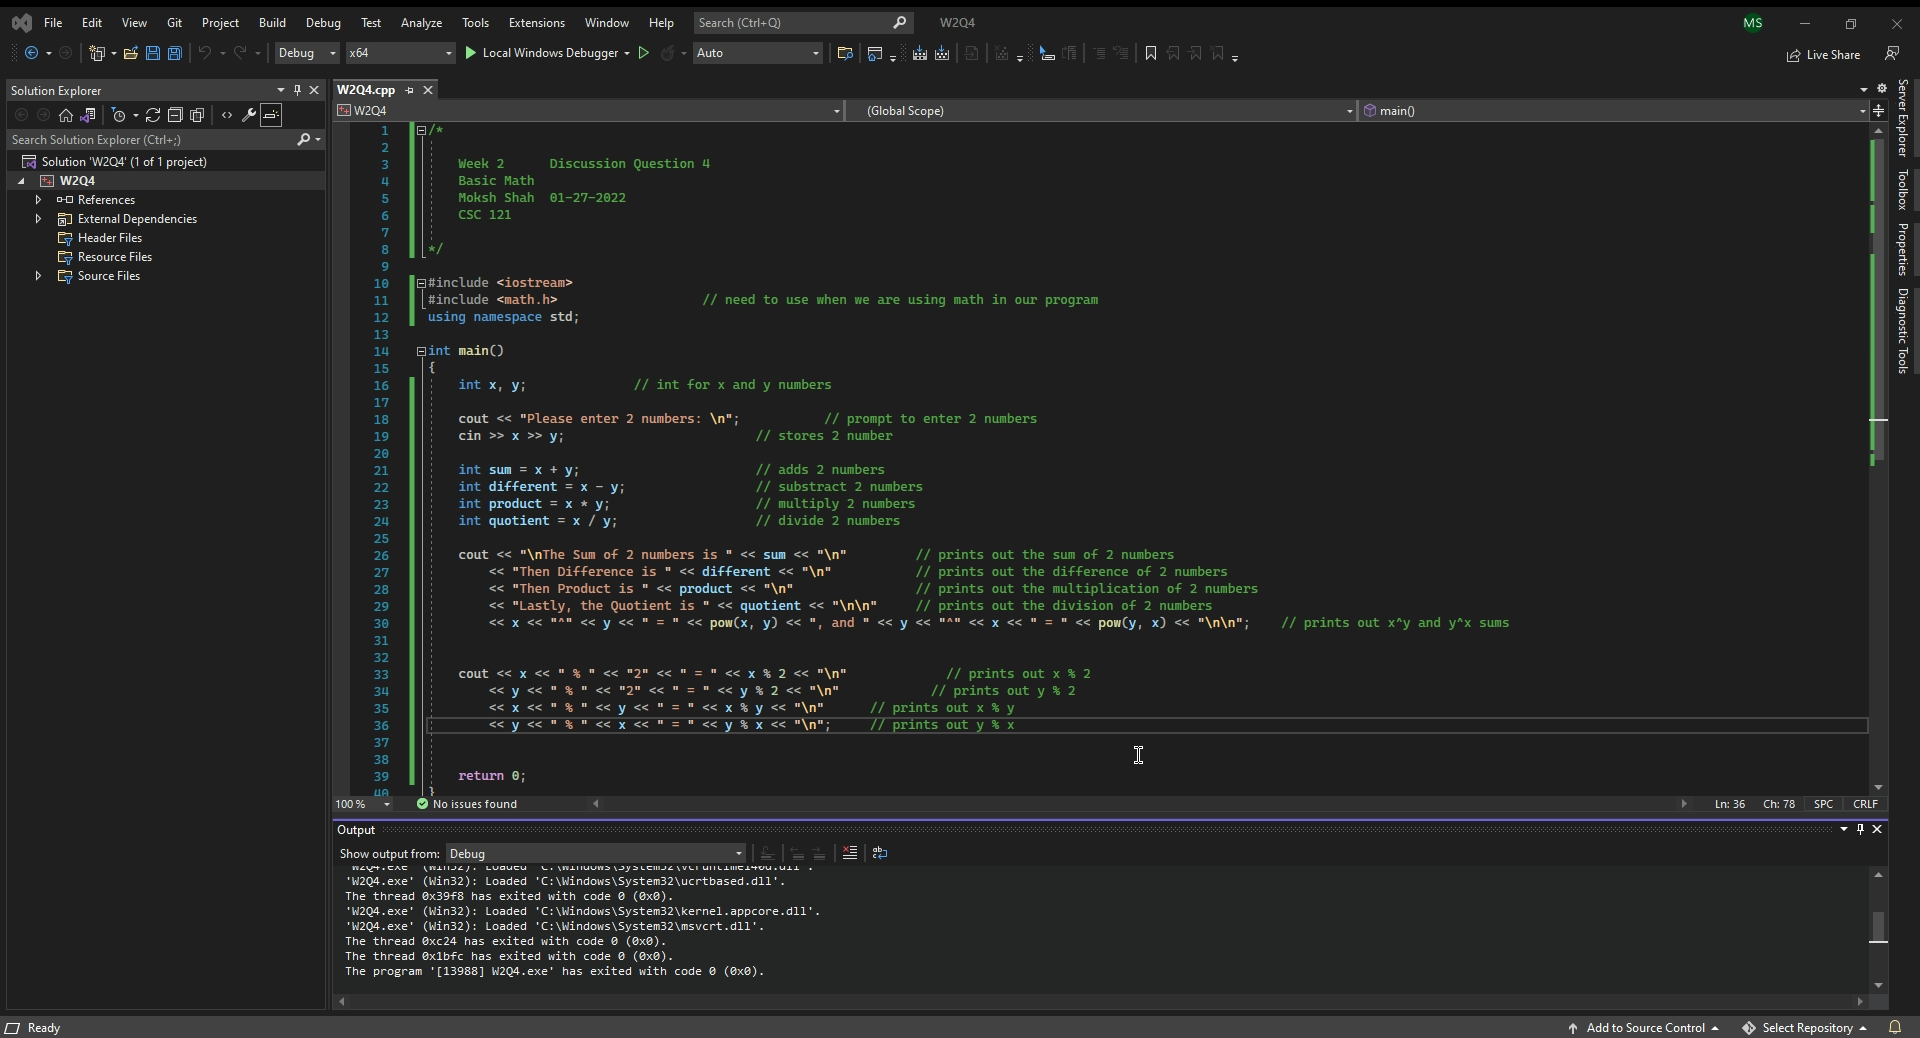 File Edit View Git Project Build Debug Test Analyze Tools Extensions Window Help Search (Ctrl+Q) W2Q4 MS
Debug x64 Local Windows Debugger Auto Live Share
Solution Explorer
Search Solution Explorer (Ctrl+;)
Solution 'W2Q4' (1 of 1 project)
W2Q4
References
External Dependencies
Header Files
Resource Files
Source Files
W2Q4.cpp
W2Q4 (Global Scope) main()
1 /*
2
3 Week 2 Discussion Question 4
4 Basic Math
5 Moksh Shah 01-27-2022
6 CSC 121
7
8 */
9
10 #include <iostream>
11 #include <math.h> // need to use when we are using math in our program
12 using namespace std;
13
14 int main()
15 {
16 int x, y; // int for x and y numbers
17
18 cout << "Please enter 2 numbers: \n"; // prompt to enter 2 numbers
19 cin >> x >> y; // stores 2 number
20
21 int sum = x + y; // adds 2 numbers
22 int different = x - y; // substract 2 numbers
23 int product = x * y; // multiply 2 numbers
24 int quotient = x / y; // divide 2 numbers
25
26 cout << "\nThe Sum of 2 numbers is " << sum << "\n" // prints out the sum of 2 numbers
27 << "Then Difference is " << different << "\n" // prints out the difference of 2 numbers
28 << "Then Product is " << product << "\n" // prints out the multiplication of 2 numbers
29 << "Lastly, the Quotient is " << quotient << "\n\n" // prints out the division of 2 numbers
30 << x << "^" << y << " = " << pow(x, y) << ", and " << y << "^" << x << " = " << pow(y, x) << "\n\n"; // prints out x^y and y^x sums
31
32
33 cout << x << " % " << "2" << " = " << x % 2 << "\n" // prints out x % 2
34 << y << " % " << "2" << " = " << y % 2 << "\n" // prints out y % 2
35 << x << " % " << y << " = " << x % y << "\n" // prints out x % y
36 << y << " % " << x << " = " << y % x << "\n"; // prints out y % x
37
38
39 return 0;
40 }
100 % No issues found Ln: 36 Ch: 78 SPC CRLF
Output
Show output from: Debug
'W2Q4.exe' (Win32): Loaded 'C:\Windows\System32\vcruntime140d.dll'.
'W2Q4.exe' (Win32): Loaded 'C:\Windows\System32\ucrtbased.dll'.
The thread 0x39f8 has exited with code 0 (0x0).
'W2Q4.exe' (Win32): Loaded 'C:\Windows\System32\kernel.appcore.dll'.
'W2Q4.exe' (Win32): Loaded 'C:\Windows\System32\msvcrt.dll'.
The thread 0xc24 has exited with code 0 (0x0).
The thread 0x1bfc has exited with code 0 (0x0).
The program '[13988] W2Q4.exe' has exited with code 0 (0x0).
Server Explorer
Toolbox
Properties
Diagnostic Tools
Ready Add to Source Control Select Repository